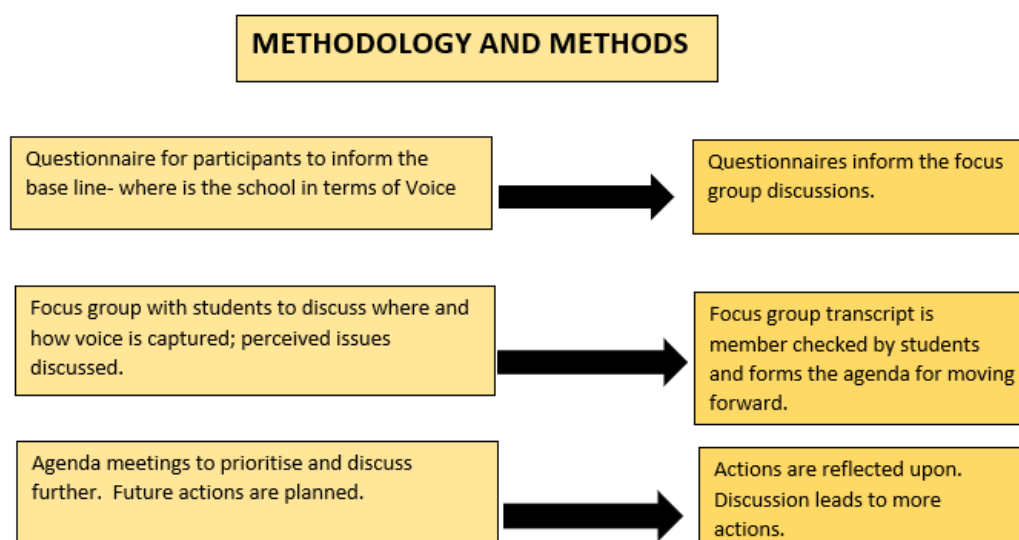 METHODOLOGY AND METHODS
Questionnaire for participants to inform the
base line- where is the school in terms of Voice
Questionnaires inform the focus
group discussions.
Focus group with students to discuss where and
how voice is captured; perceived issues
discussed.
Focus group transcript is
member checked by students
and forms the agenda for moving
forward.
Agenda meetings to prioritise and discuss
further.  Future actions are planned.
Actions are reflected upon.
Discussion leads to more
actions.